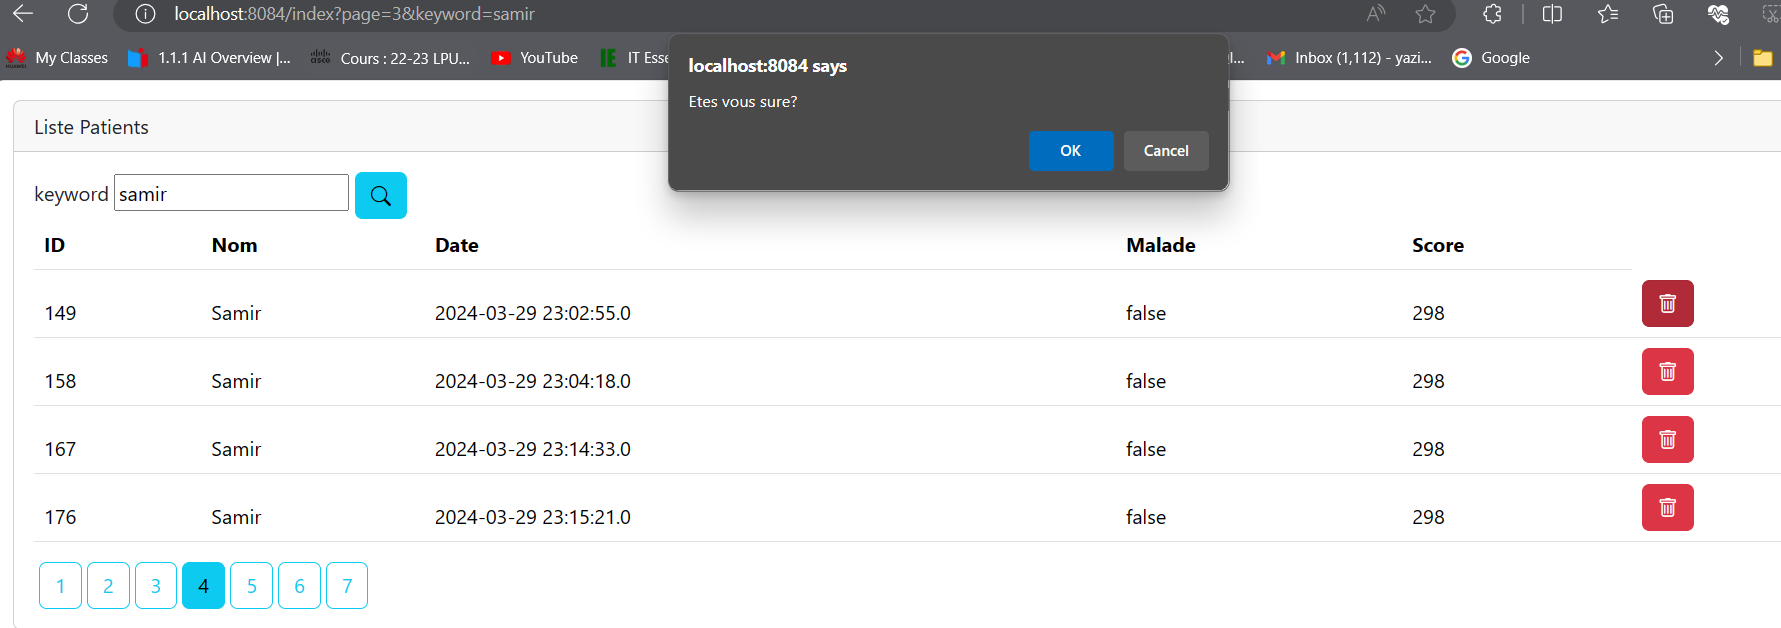 localhost:8084/index?page=3&keyword=samir
My Classes 1.1.1 AI Overview |... Cours : 22-23 LPU... YouTube IT Esse l... Inbox (1,112) - yazi... Google
localhost:8084 says
Etes vous sure?
OK Cancel
Liste Patients
keyword samir
ID Nom Date Malade Score
149 Samir 2024-03-29 23:02:55.0 false 298
158 Samir 2024-03-29 23:04:18.0 false 298
167 Samir 2024-03-29 23:14:33.0 false 298
176 Samir 2024-03-29 23:15:21.0 false 298
1 2 3 4 5 6 7